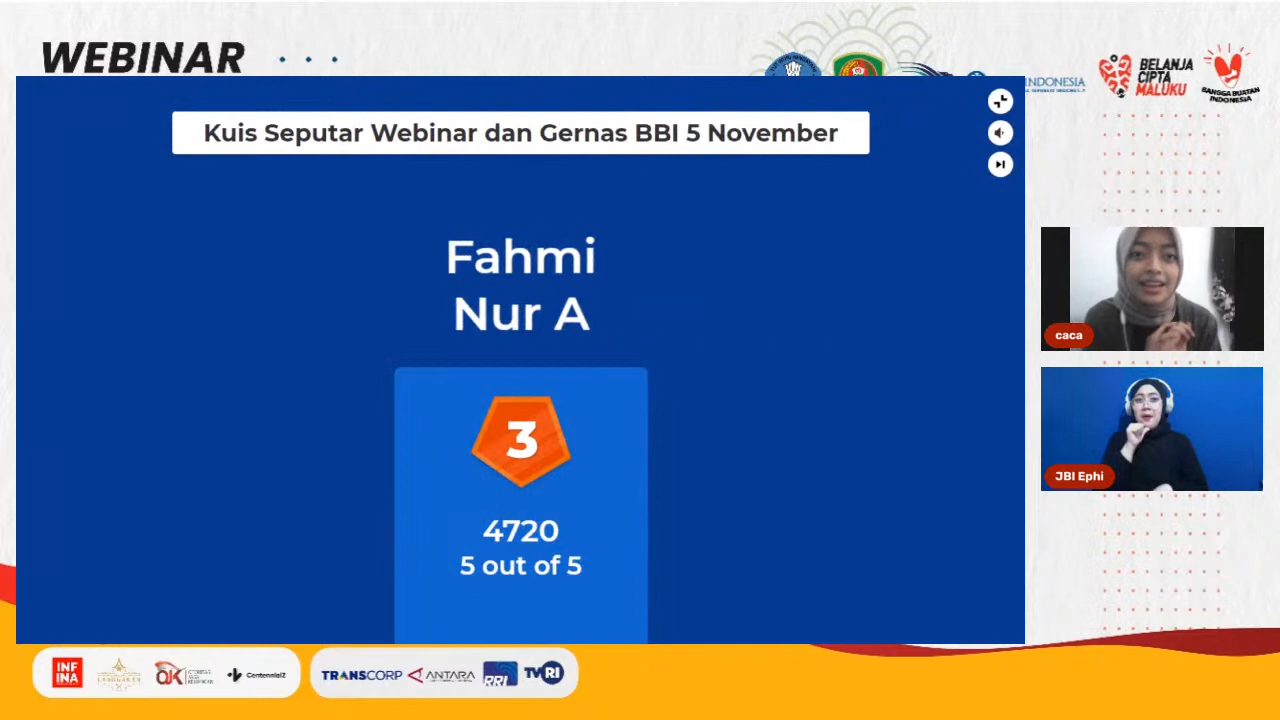 WEBINAR
INDONESIA
BELANJA
CIPTA
MALUKU
BANGGA BUATAN
INDONESIA
Kuis Seputar Webinar dan Gernas BBI 5 November
Fahmi
Nur A
3
4720
5 out of 5
caca
JBI Ephi
INF
INA
OJK
CentennialZ
TRANSCORP
ANTARA
RRI
TVRI